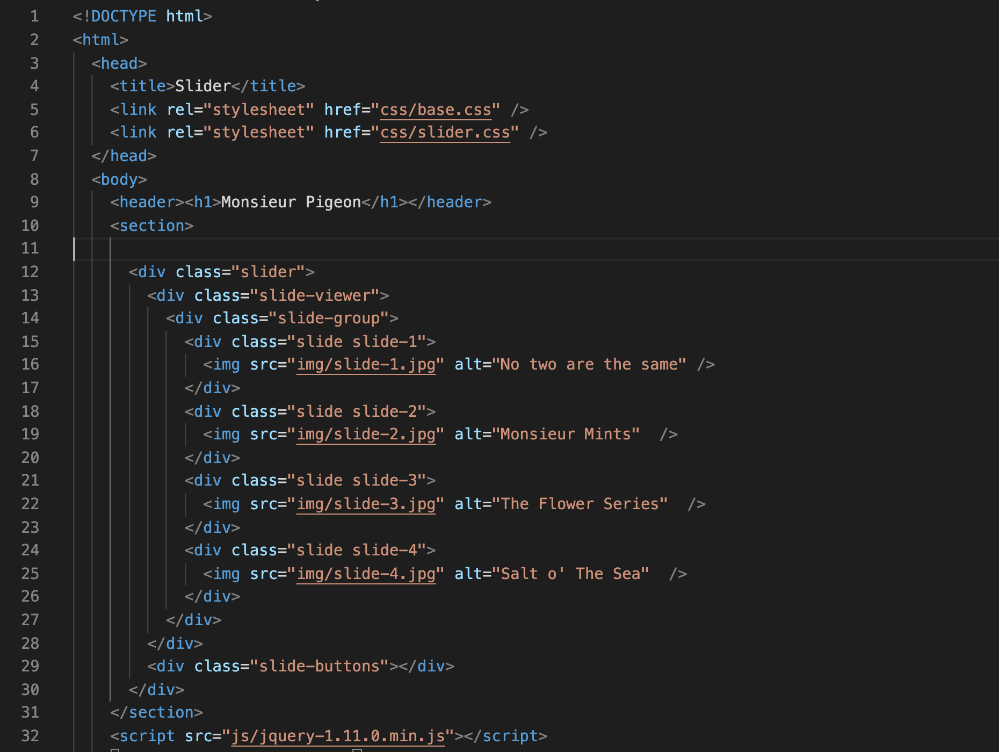 1 <!DOCTYPE html>
2 <html>
3 <head>
4 <title>Slider</title>
5 <link rel="stylesheet" href="css/base.css" />
6 <link rel="stylesheet" href="css/slider.css" />
7 </head>
8 <body>
9 <header><h1>Monsieur Pigeon</h1></header>
10 <section>
11
12 <div class="slider">
13 <div class="slide-viewer">
14 <div class="slide-group">
15 <div class="slide slide-1">
16 <img src="img/slide-1.jpg" alt="No two are the same" />
17 </div>
18 <div class="slide slide-2">
19 <img src="img/slide-2.jpg" alt="Monsieur Mints"  />
20 </div>
21 <div class="slide slide-3">
22 <img src="img/slide-3.jpg" alt="The Flower Series"  />
23 </div>
24 <div class="slide slide-4">
25 <img src="img/slide-4.jpg" alt="Salt o' The Sea"  />
26 </div>
27 </div>
28 </div>
29 <div class="slide-buttons"></div>
30 </div>
31 </section>
32 <script src="js/jquery-1.11.0.min.js"></script>